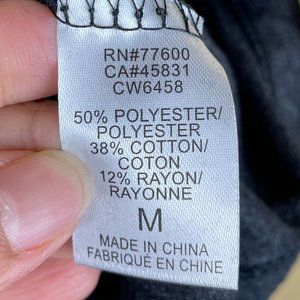 RN#77600
CA#45831
CW6458
50% POLYESTER/
POLYESTER
38% COTTON/
COTON
12% RAYON/
RAYONNE
M
MADE IN CHINA
FABRIQUÉ EN CHINE